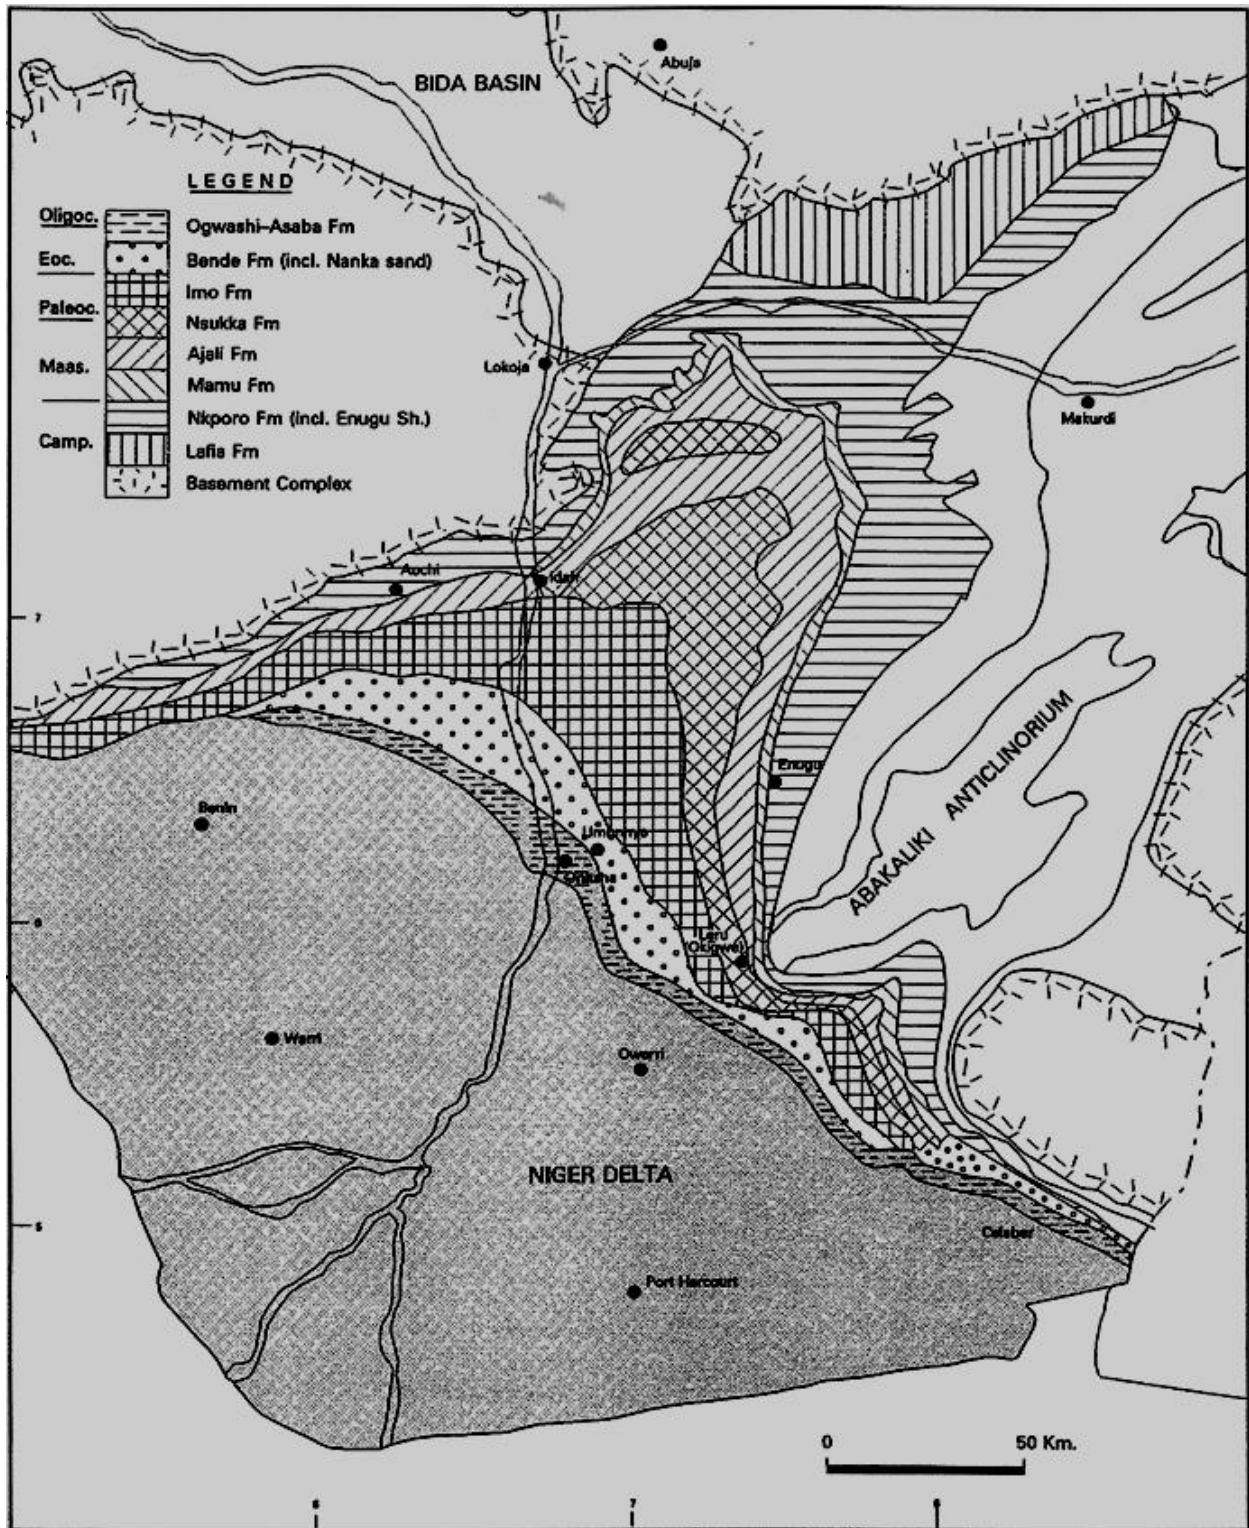 Abuja
BIDA BASIN
LEGEND
Oligoc.
Ogwashi–Asaba Fm
Eoc.
Bende Fm (incl. Nanka sand)
Imo Fm
Paleoc.
Nsukka Fm
Ajali Fm
Maas.
Mamu Fm
Nkporo Fm (incl. Enugu Sh.)
Camp.
Lafia Fm
Basement Complex
Lokoja
Makurdi
Auchi
Idah
7
ABAKALIKI ANTICLINORIUM
Enugu
Benin
6
Leru
(Okigwe)
Warri
Owerri
NIGER DELTA
5
Calabar
Port Harcourt
0 50 Km.
6 7 8